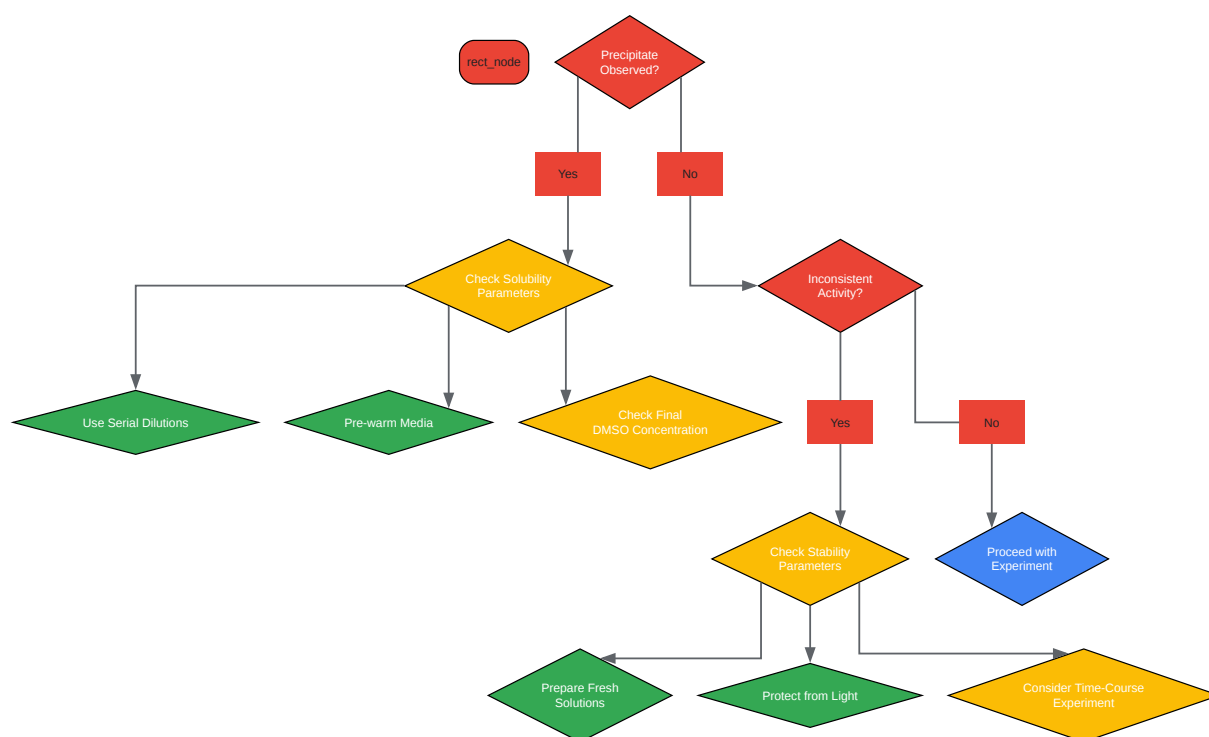 rect_node
Precipitate
Observed?
Yes
No
Check Solubility
Parameters
Inconsistent
Activity?
Use Serial Dilutions
Pre-warm Media
Check Final
DMSO Concentration
Yes
No
Check Stability
Parameters
Proceed with
Experiment
Prepare Fresh
Solutions
Protect from Light
Consider Time-Course
Experiment